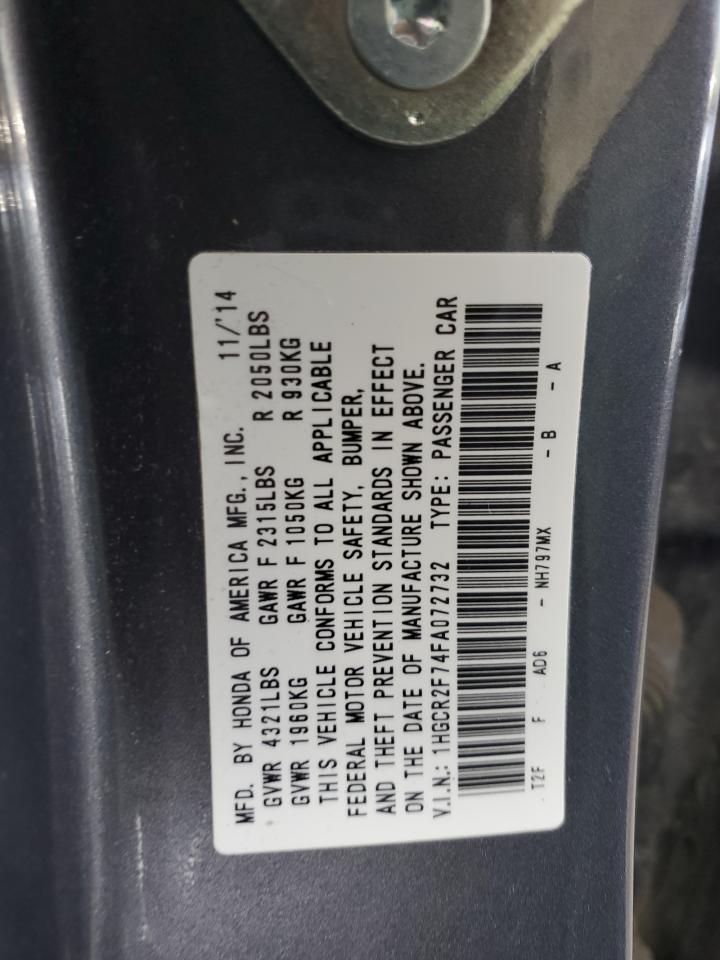 MFD. BY HONDA OF AMERICA MFG., INC. 11/'14
GVWR 4321LBS GAWR F 2315LBS R 2050LBS
GVWR 1960KG GAWR F 1050KG R 930KG
THIS VEHICLE CONFORMS TO ALL APPLICABLE
FEDERAL MOTOR VEHICLE SAFETY, BUMPER,
AND THEFT PREVENTION STANDARDS IN EFFECT
ON THE DATE OF MANUFACTURE SHOWN ABOVE.
V.I.N.: 1HGCR2F74FA072732 TYPE: PASSENGER CAR
T2F F AD6 - NH797MX - B - A